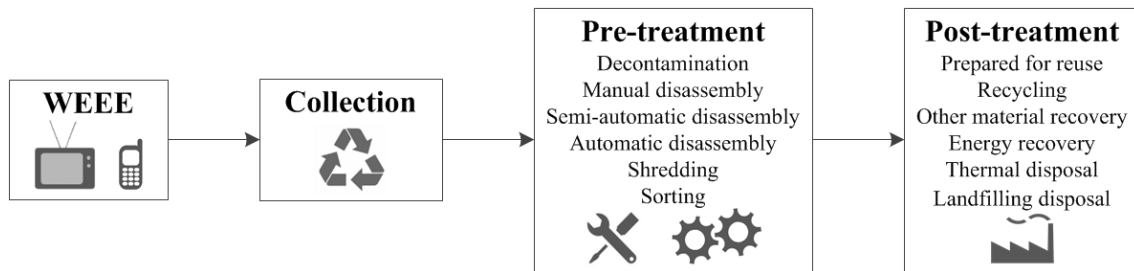 WEEE
Collection
Pre-treatment
Decontamination
Manual disassembly
Semi-automatic disassembly
Automatic disassembly
Shredding
Sorting
Post-treatment
Prepared for reuse
Recycling
Other material recovery
Energy recovery
Thermal disposal
Landfilling disposal